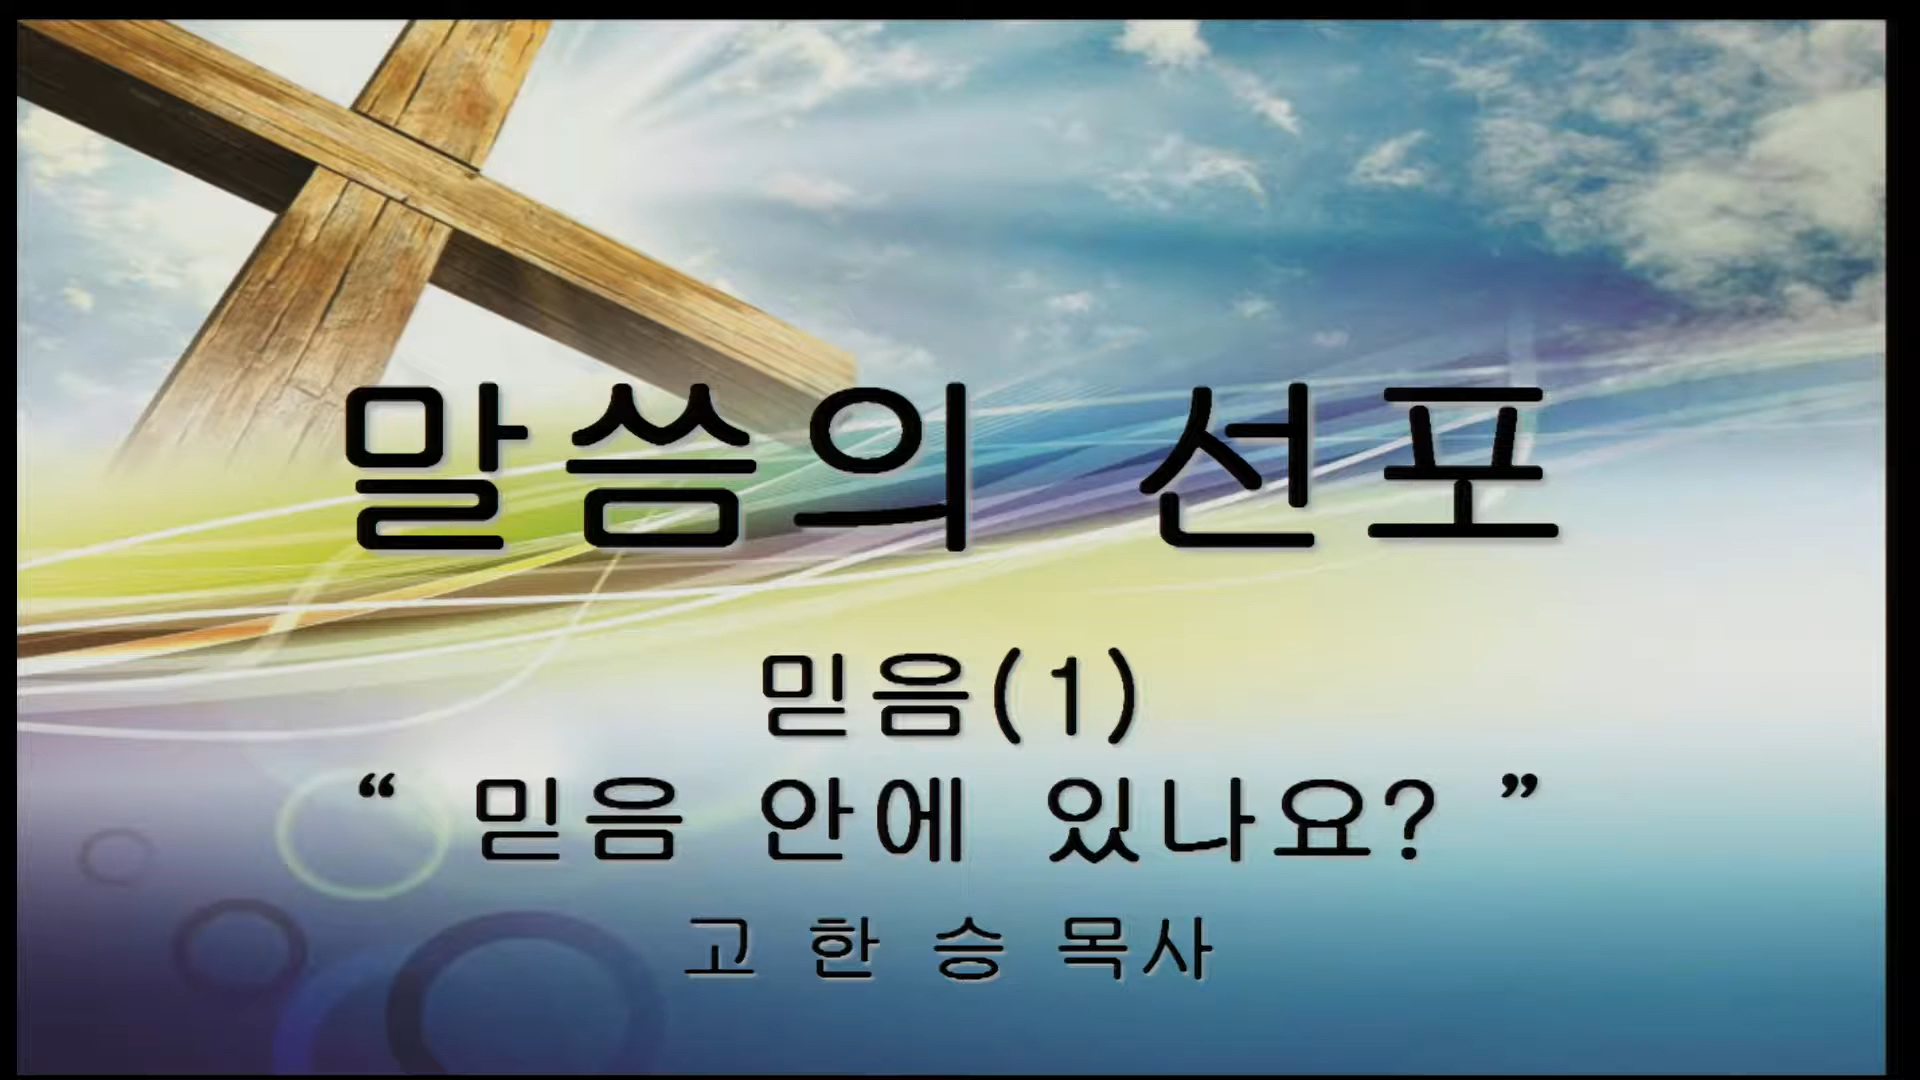 말씀의 선포
믿음(1)
“ 믿음 안에 있나요? ”
고 한 승 목사